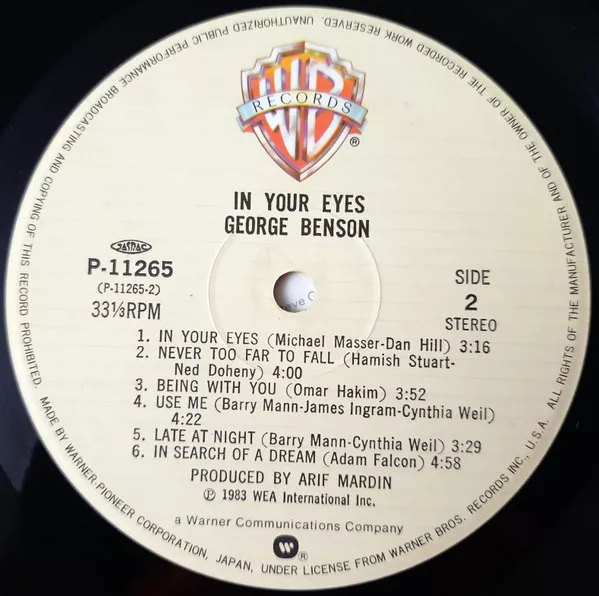 WB
RECORDS
®
IN YOUR EYES
GEORGE BENSON
JASRAC
P-11265
(P-11265-2)
33⅓RPM
SIDE
2
STEREO
1. IN YOUR EYES (Michael Masser-Dan Hill) 3:16
2. NEVER TOO FAR TO FALL (Hamish Stuart-
Ned Doheny) 4:00
3. BEING WITH YOU (Omar Hakim) 3:52
4. USE ME (Barry Mann-James Ingram-Cynthia Weil)
4:22
5. LATE AT NIGHT (Barry Mann-Cynthia Weil) 3:29
6. IN SEARCH OF A DREAM (Adam Falcon) 4:58
PRODUCED BY ARIF MARDIN
℗ 1983 WEA International Inc.
a Warner Communications Company
®
MADE BY WARNER-PIONEER CORPORATION, JAPAN, UNDER LICENSE FROM WARNER BROS. RECORDS INC., U.S.A. ALL RIGHTS OF THE MANUFACTURER AND OF THE OWNER OF THE RECORDED WORK RESERVED. UNAUTHORIZED PUBLIC PERFORMANCE BROADCASTING AND COPYING OF THIS RECORD PROHIBITED.